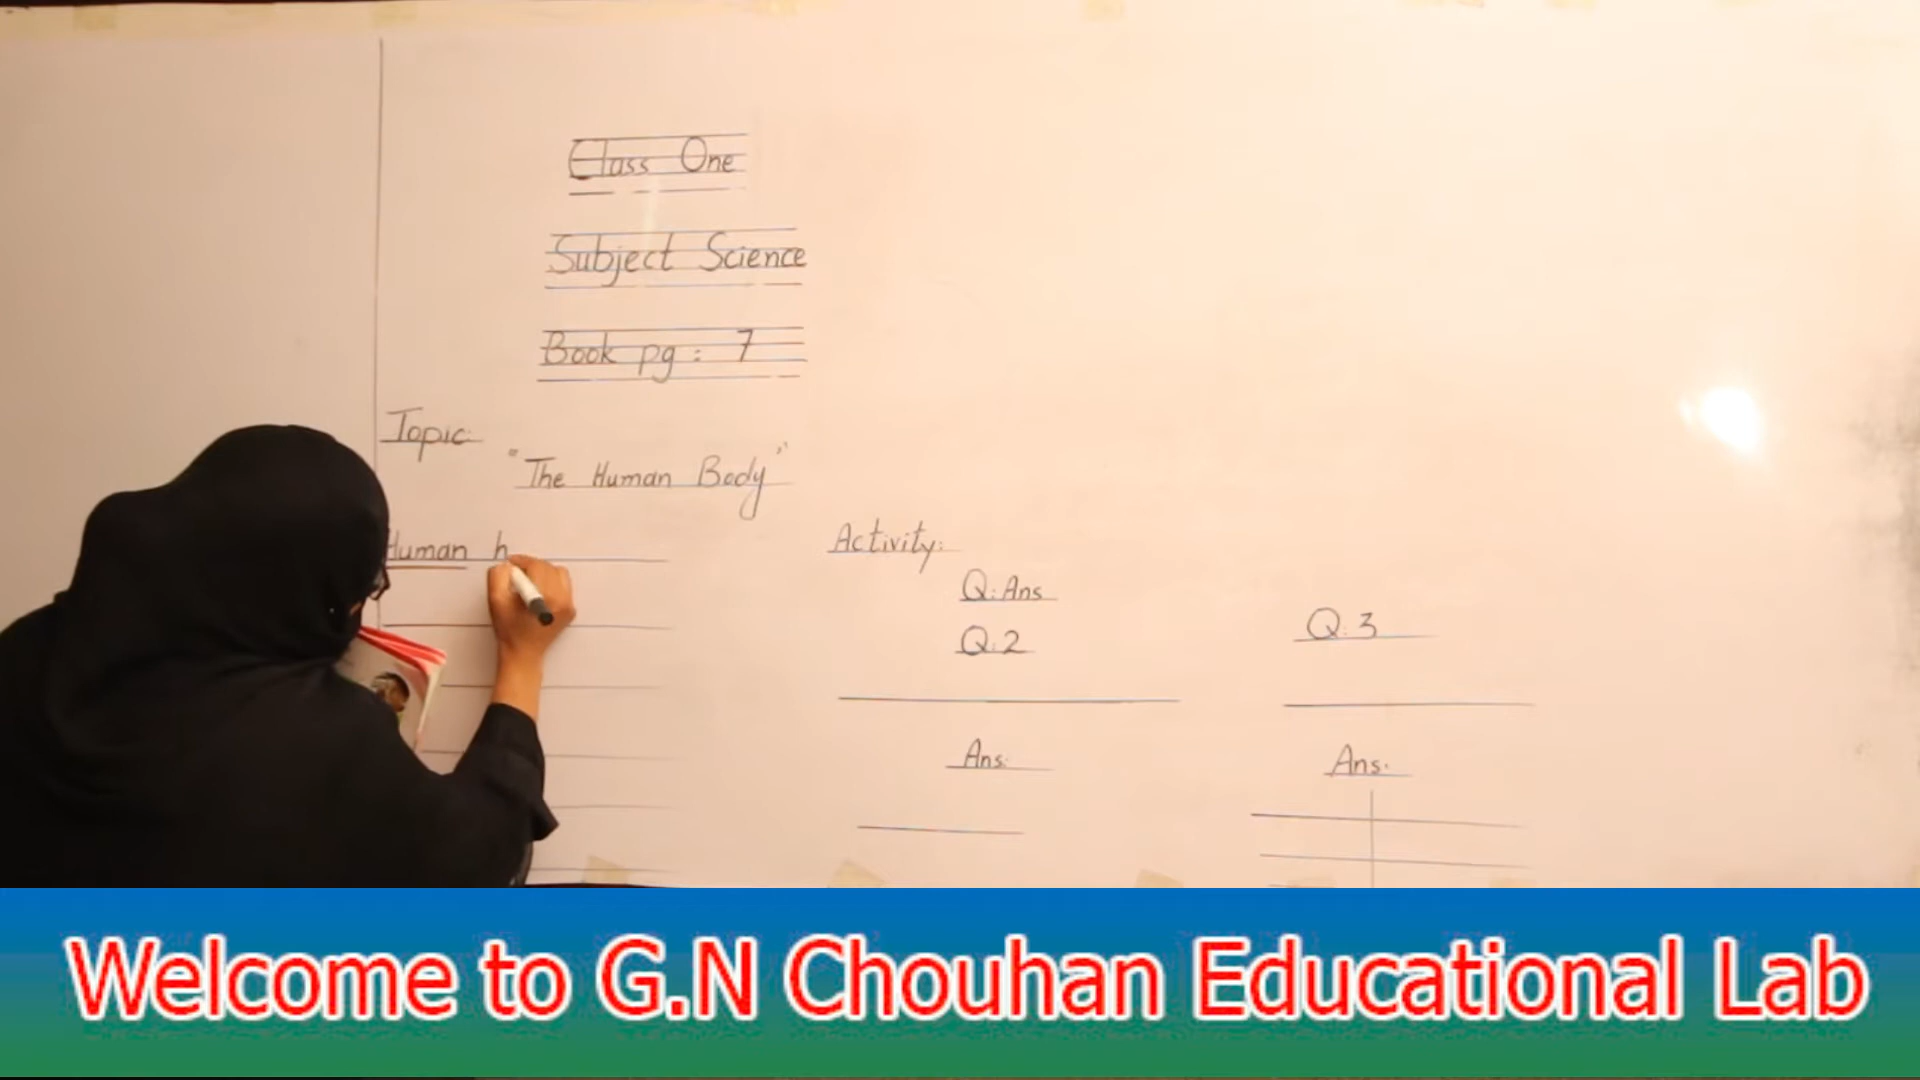 Class One
Subject Science
Book pg : 7
Topic:
"The Human Body"
Human h
Activity:
Q:Ans
Q:2
Ans:
Q:3
Ans:
Welcome to G.N Chouhan Educational Lab